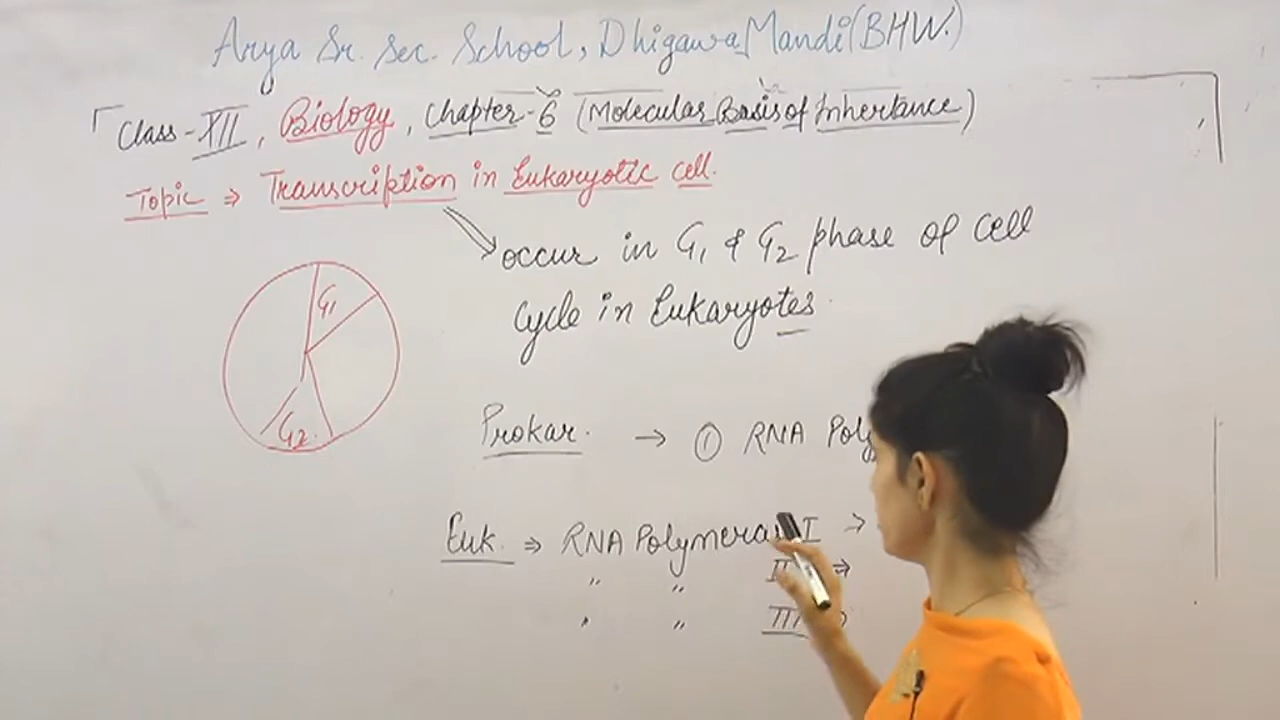 Arya Sr. Sec. School, Dhigawa Mandi (BHW.)
Class - XII, Biology, Chapter - 6 (Molecular Basis of Inheritance)
Topic ⇒ Transcription in Eukaryotic cell.
occur in G1 & G2 phase of cell
cycle in Eukaryotes
G1
G2
Prokar. → ① RNA Poly
Euk. ⇒ RNA Polymera I →
" " II ⇒
" " III